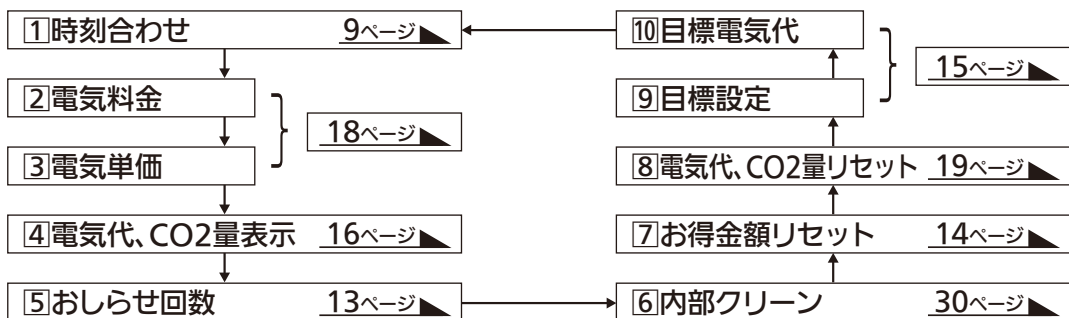 1時刻合わせ 9ページ
2電気料金
3電気単価
18ページ
4電気代、CO2量表示 16ページ
5おしらせ回数 13ページ
6内部クリーン 30ページ
7お得金額リセット 14ページ
8電気代、CO2量リセット 19ページ
9目標設定
10目標電気代
15ページ